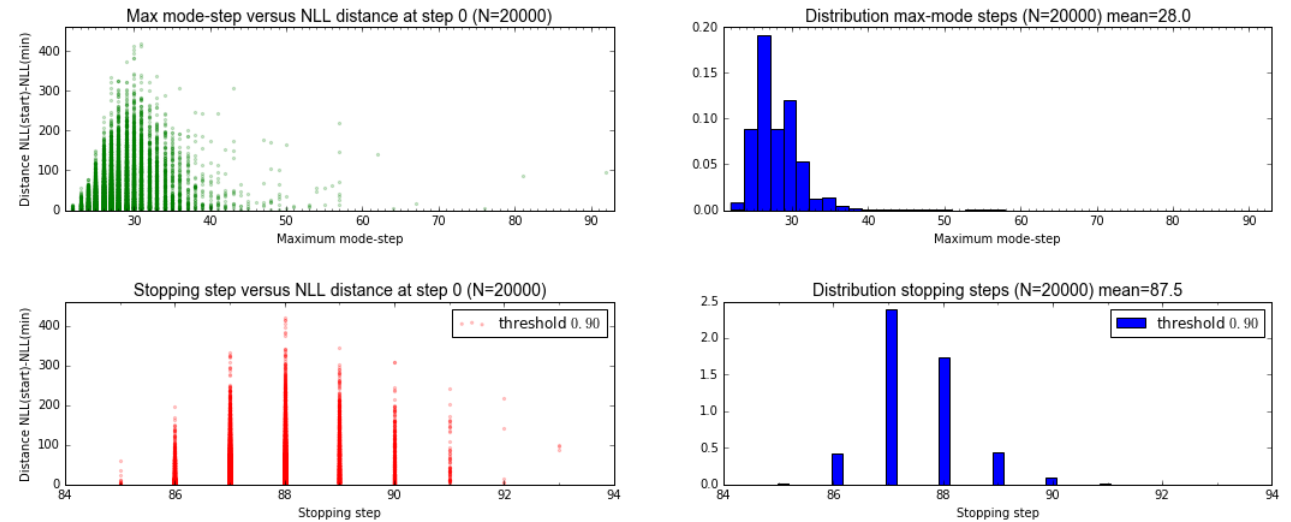 Max mode-step versus NLL distance at step 0 (N=20000)
Distance NLL(start)-NLL(min)
400
300
200
100
0
30 40 50 60 70 80 90
Maximum mode-step
Distribution max-mode steps (N=20000) mean=28.0
0.20
0.15
0.10
0.05
0.00
30 40 50 60 70 80 90
Maximum mode-step
Stopping step versus NLL distance at step 0 (N=20000)
threshold 0.90
Distance NLL(start)-NLL(min)
400
300
200
100
0
84 86 88 90 92 94
Stopping step
Distribution stopping steps (N=20000) mean=87.5
threshold 0.90
2.5
2.0
1.5
1.0
0.5
0.0
84 86 88 90 92 94
Stopping step